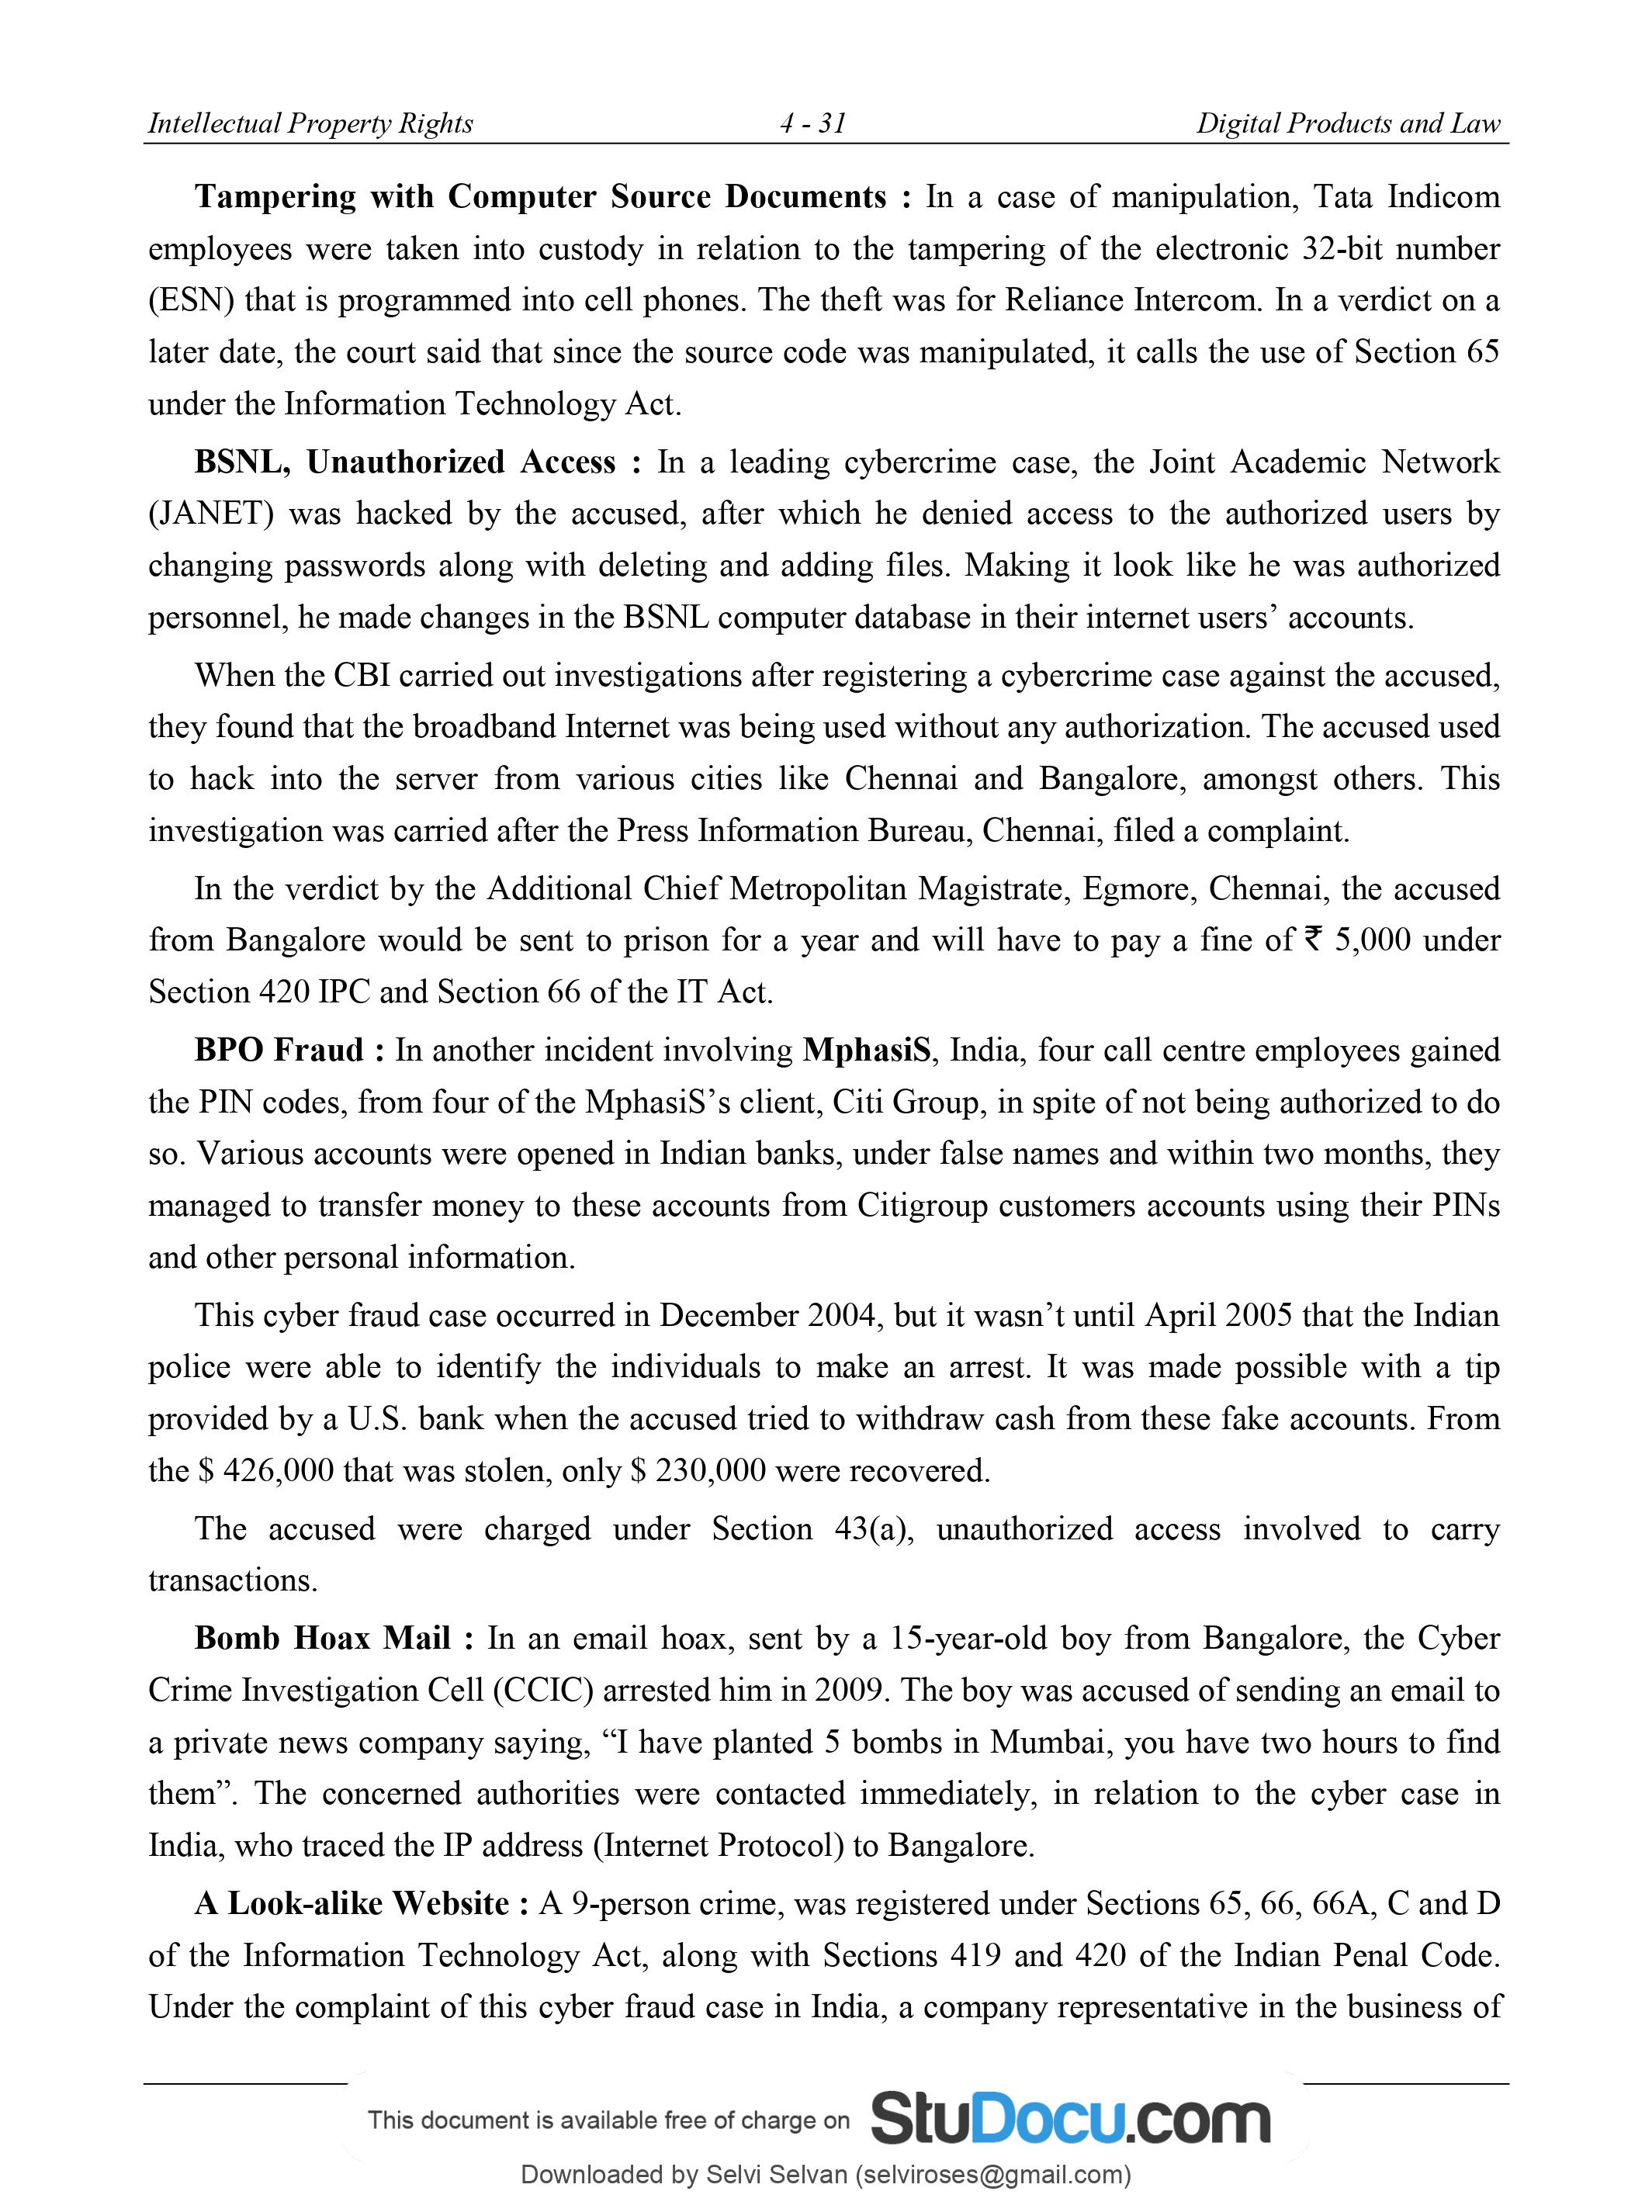 Intellectual Property Rights 4 - 31 Digital Products and Law
Tampering with Computer Source Documents : In a case of manipulation, Tata Indicom
employees were taken into custody in relation to the tampering of the electronic 32-bit number
(ESN) that is programmed into cell phones. The theft was for Reliance Intercom. In a verdict on a
later date, the court said that since the source code was manipulated, it calls the use of Section 65
under the Information Technology Act.
BSNL, Unauthorized Access : In a leading cybercrime case, the Joint Academic Network
(JANET) was hacked by the accused, after which he denied access to the authorized users by
changing passwords along with deleting and adding files. Making it look like he was authorized
personnel, he made changes in the BSNL computer database in their internet users’ accounts.
When the CBI carried out investigations after registering a cybercrime case against the accused,
they found that the broadband Internet was being used without any authorization. The accused used
to hack into the server from various cities like Chennai and Bangalore, amongst others. This
investigation was carried after the Press Information Bureau, Chennai, filed a complaint.
In the verdict by the Additional Chief Metropolitan Magistrate, Egmore, Chennai, the accused
from Bangalore would be sent to prison for a year and will have to pay a fine of ₹ 5,000 under
Section 420 IPC and Section 66 of the IT Act.
BPO Fraud : In another incident involving MphasiS, India, four call centre employees gained
the PIN codes, from four of the MphasiS’s client, Citi Group, in spite of not being authorized to do
so. Various accounts were opened in Indian banks, under false names and within two months, they
managed to transfer money to these accounts from Citigroup customers accounts using their PINs
and other personal information.
This cyber fraud case occurred in December 2004, but it wasn’t until April 2005 that the Indian
police were able to identify the individuals to make an arrest. It was made possible with a tip
provided by a U.S. bank when the accused tried to withdraw cash from these fake accounts. From
the $ 426,000 that was stolen, only $ 230,000 were recovered.
The accused were charged under Section 43(a), unauthorized access involved to carry
transactions.
Bomb Hoax Mail : In an email hoax, sent by a 15-year-old boy from Bangalore, the Cyber
Crime Investigation Cell (CCIC) arrested him in 2009. The boy was accused of sending an email to
a private news company saying, “I have planted 5 bombs in Mumbai, you have two hours to find
them”. The concerned authorities were contacted immediately, in relation to the cyber case in
India, who traced the IP address (Internet Protocol) to Bangalore.
A Look-alike Website : A 9-person crime, was registered under Sections 65, 66, 66A, C and D
of the Information Technology Act, along with Sections 419 and 420 of the Indian Penal Code.
Under the complaint of this cyber fraud case in India, a company representative in the business of
This document is available free of charge on StuDocu.com
Downloaded by Selvi Selvan (selviroses@gmail.com)